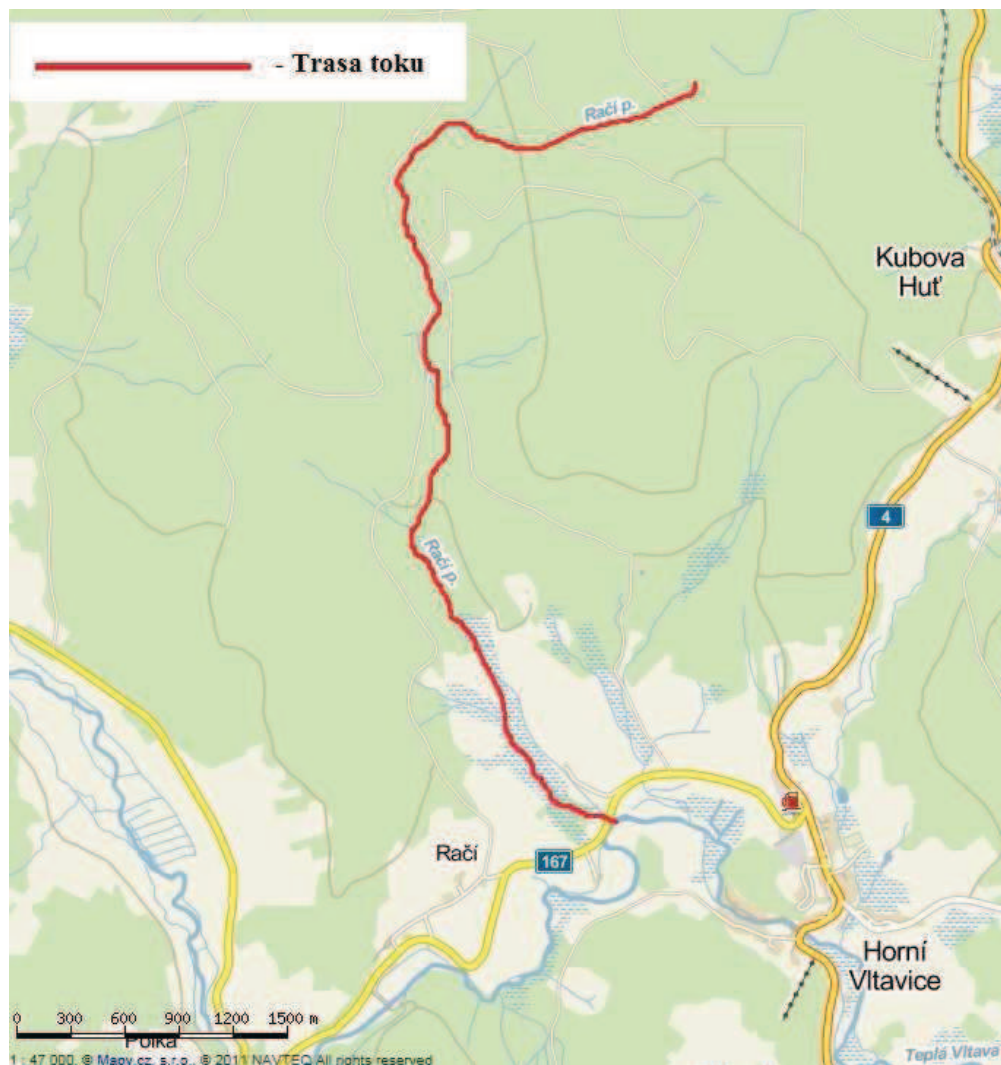 - Trasa toku
Račí p.
Kubova
Huť
4
Račí p.
Račí
167
Horní
Vltavice
0 300 600 900 1200 1500 m
Polka
1 : 47 000, © Mapy.cz, s.r.o., © 2011 NAVTEQ All rights reserved
Teplá Vltava